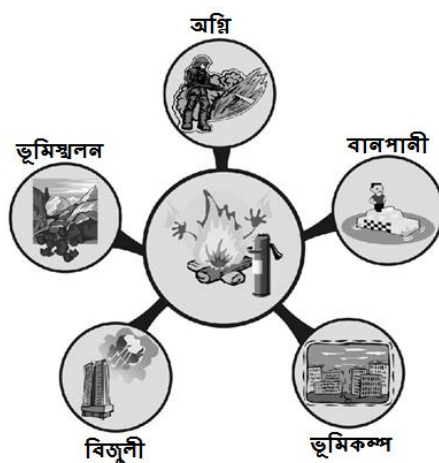 অগ্নি
ভূমিস্খলন
বানপানী
বিজুলী
ভূমিকম্প